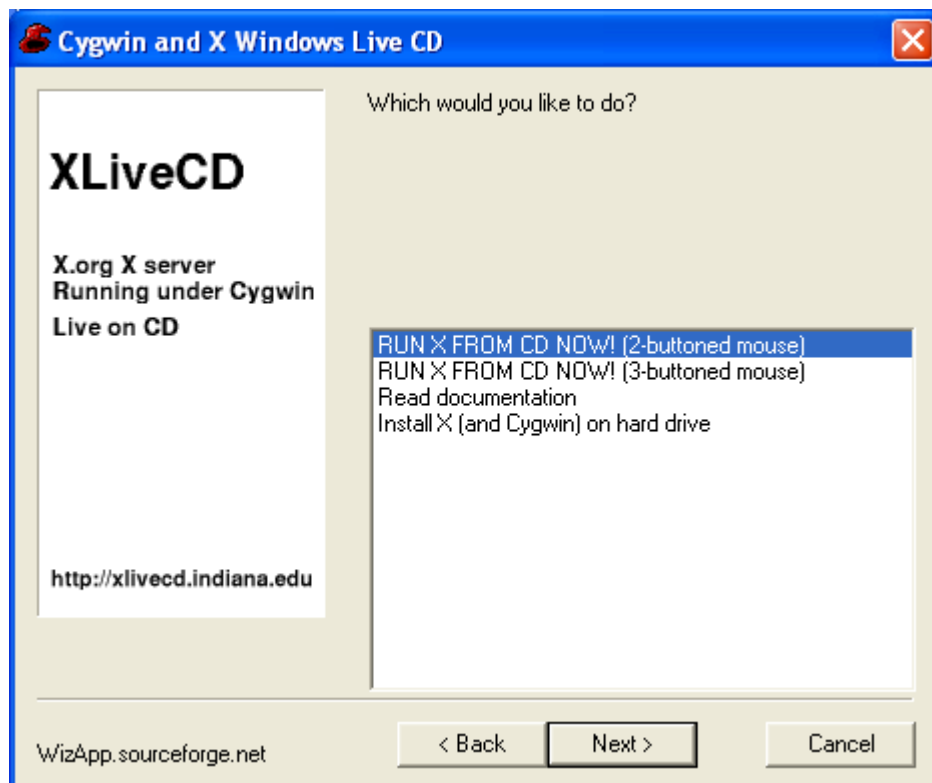 Cygwin and X Windows Live CD
XLiveCD
X.org X server
Running under Cygwin
Live on CD
http://xlivecd.indiana.edu
Which would you like to do?
RUN X FROM CD NOW! (2-buttoned mouse)
RUN X FROM CD NOW! (3-buttoned mouse)
Read documentation
Install X (and Cygwin) on hard drive
WizApp.sourceforge.net
< Back
Next >
Cancel